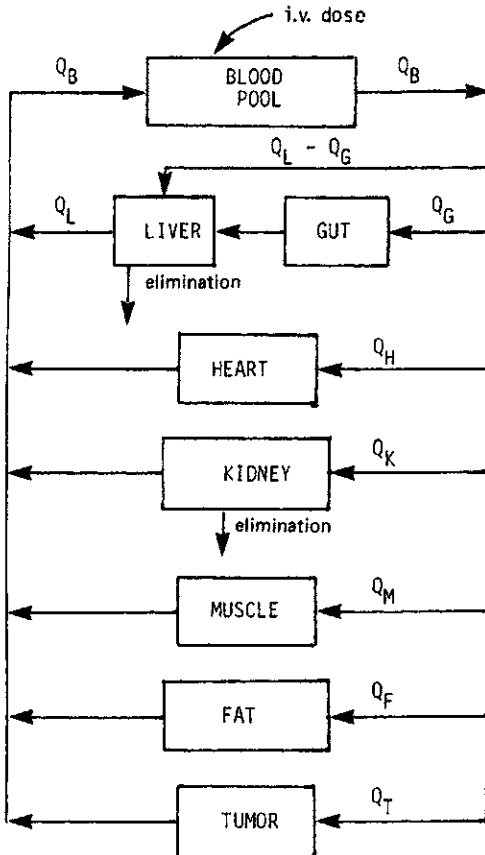 i.v. dose
Q_B
BLOOD
POOL
Q_B
Q_L - Q_G
Q_L
LIVER
GUT
Q_G
elimination
HEART
Q_H
KIDNEY
Q_K
elimination
MUSCLE
Q_M
FAT
Q_F
TUMOR
Q_T